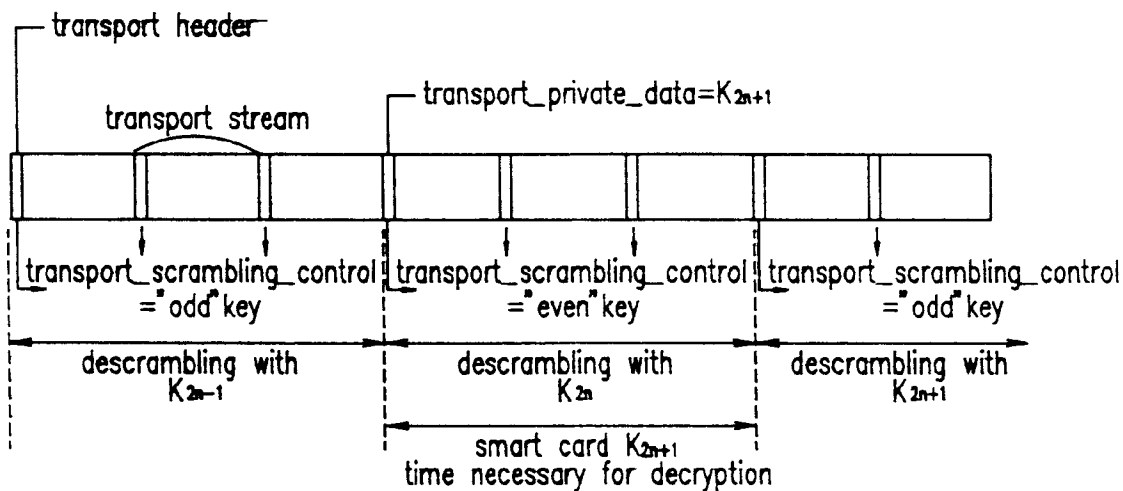 transport header
transport_private_data=K2n+1
transport stream
transport_scrambling_control
="odd" key
transport_scrambling_control
="even" key
transport_scrambling_control
="odd" key
descrambling with
K2n-1
descrambling with
K2n
descrambling with
K2n+1
smart card K2n+1
time necessary for decryption